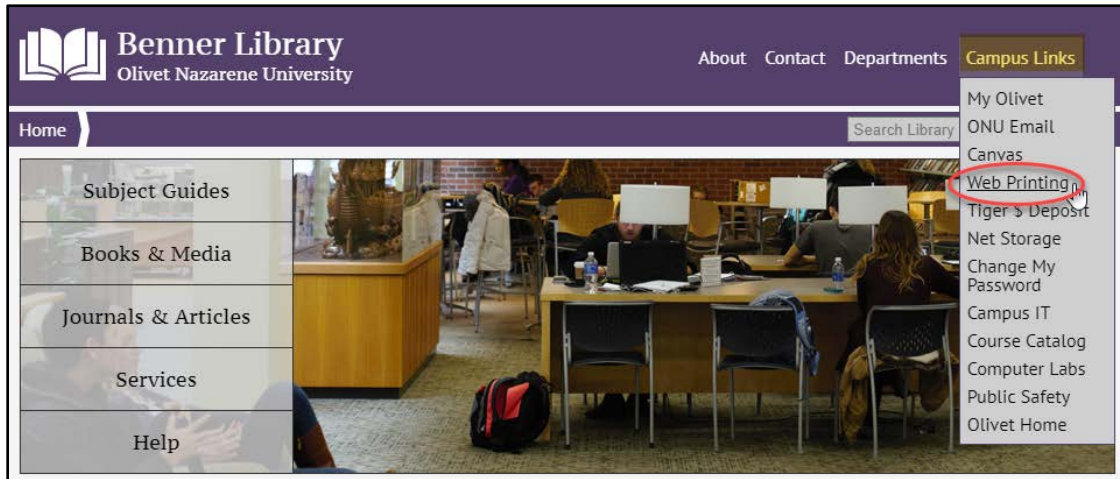 Benner Library
Olivet Nazarene University
About Contact Departments Campus Links
Home
Search Library
My Olivet
ONU Email
Canvas
Web Printing
Tiger $ Deposit
Net Storage
Change My
Password
Campus IT
Course Catalog
Computer Labs
Public Safety
Olivet Home
Subject Guides
Books & Media
Journals & Articles
Services
Help